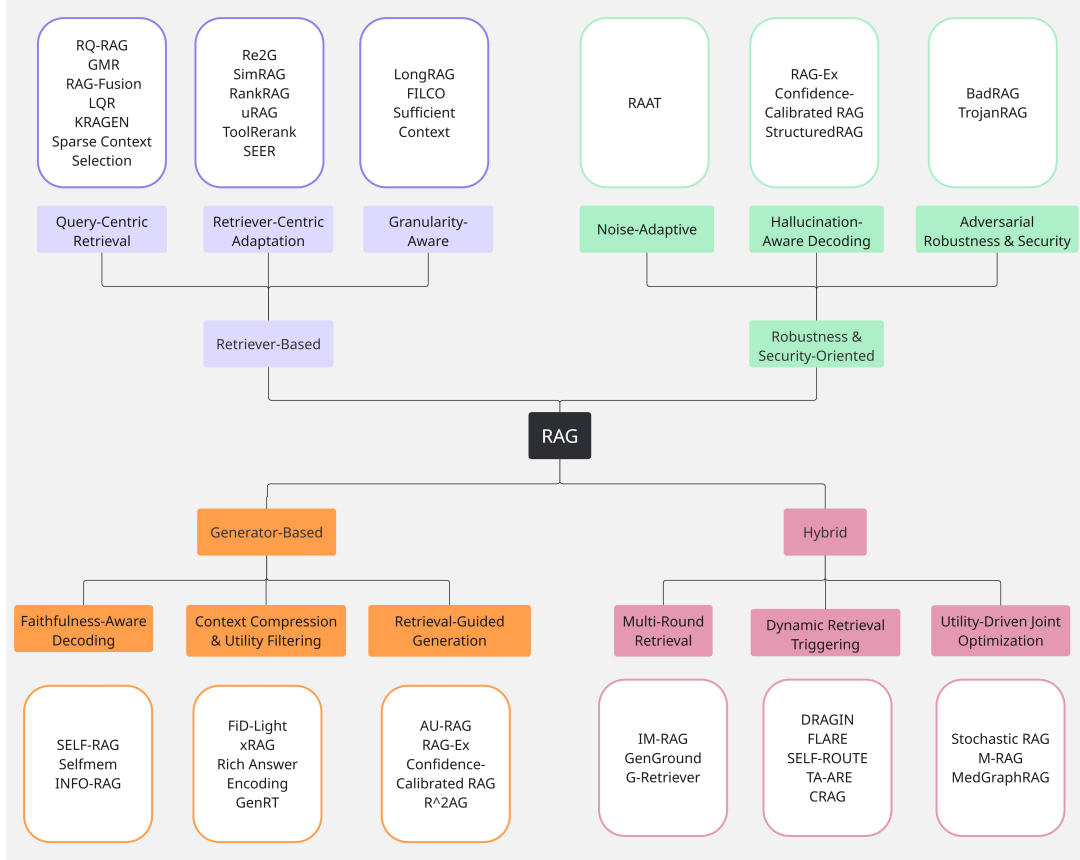 RQ-RAG
GMR
RAG-Fusion
LQR
KRAGEN
Sparse Context
Selection
Re2G
SimRAG
RankRAG
uRAG
ToolRerank
SEER
LongRAG
FILCO
Sufficient
Context
RAAT
RAG-Ex
Confidence-
Calibrated RAG
StructuredRAG
BadRAG
TrojanRAG
Query-Centric
Retrieval
Retriever-Centric
Adaptation
Granularity-
Aware
Noise-Adaptive
Hallucination-
Aware Decoding
Adversarial
Robustness & Security
Retriever-Based
Robustness &
Security-Oriented
RAG
Generator-Based
Hybrid
Faithfulness-Aware
Decoding
Context Compression
& Utility Filtering
Retrieval-Guided
Generation
Multi-Round
Retrieval
Dynamic Retrieval
Triggering
Utility-Driven Joint
Optimization
SELF-RAG
Selfmem
INFO-RAG
FiD-Light
xRAG
Rich Answer
Encoding
GenRT
AU-RAG
RAG-Ex
Confidence-
Calibrated RAG
R^2AG
IM-RAG
GenGround
G-Retriever
DRAGIN
FLARE
SELF-ROUTE
TA-ARE
CRAG
Stochastic RAG
M-RAG
MedGraphRAG